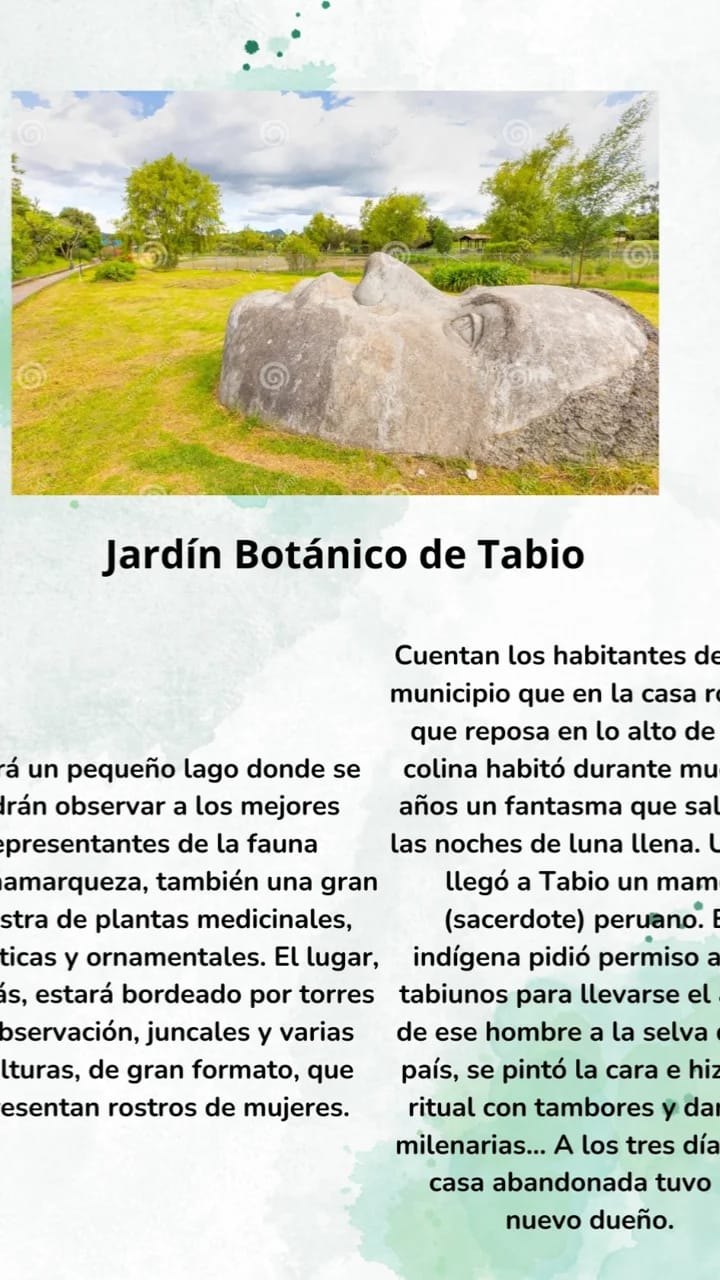 Jardín Botánico de Tabio
rá un pequeño lago donde se
drán observar a los mejores
epresentantes de la fauna
namarqueza, también una gran
stra de plantas medicinales,
ticas y ornamentales. El lugar,
ás, estará bordeado por torres
bservación, juncales y varias
lturas, de gran formato, que
resentan rostros de mujeres.
Cuentan los habitantes de
municipio que en la casa ro
que reposa en lo alto de
colina habitó durante mu
años un fantasma que sal
las noches de luna llena. U
llegó a Tabio un mam
(sacerdote) peruano. E
indígena pidió permiso a
tabiunos para llevarse el
de ese hombre a la selva
país, se pintó la cara e hiz
ritual con tambores y dan
milenarias... A los tres día
casa abandonada tuvo
nuevo dueño.